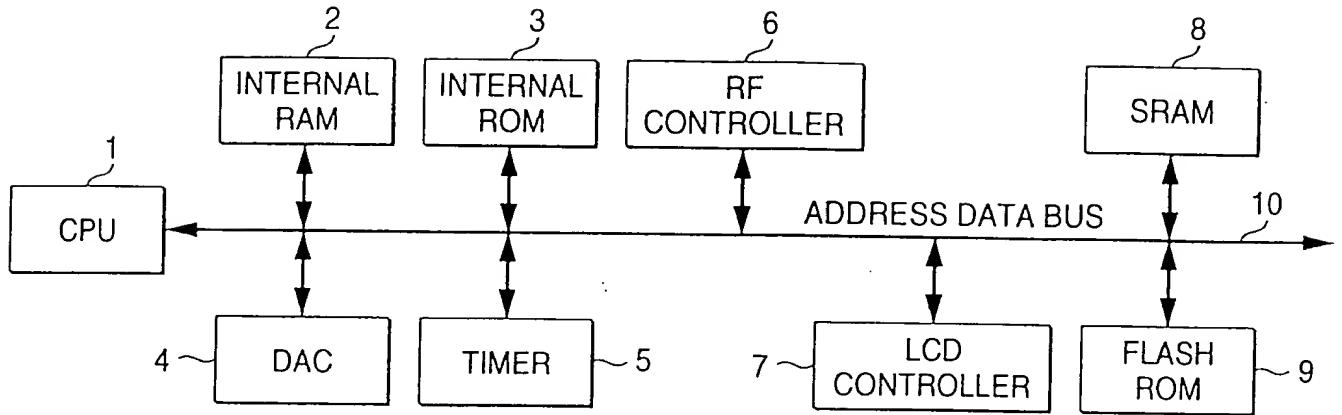 2
3
6
8
INTERNAL
RAM
INTERNAL
ROM
RF
CONTROLLER
SRAM
1
CPU
ADDRESS DATA BUS
10
4
DAC
TIMER
5
7
LCD
CONTROLLER
FLASH
ROM
9